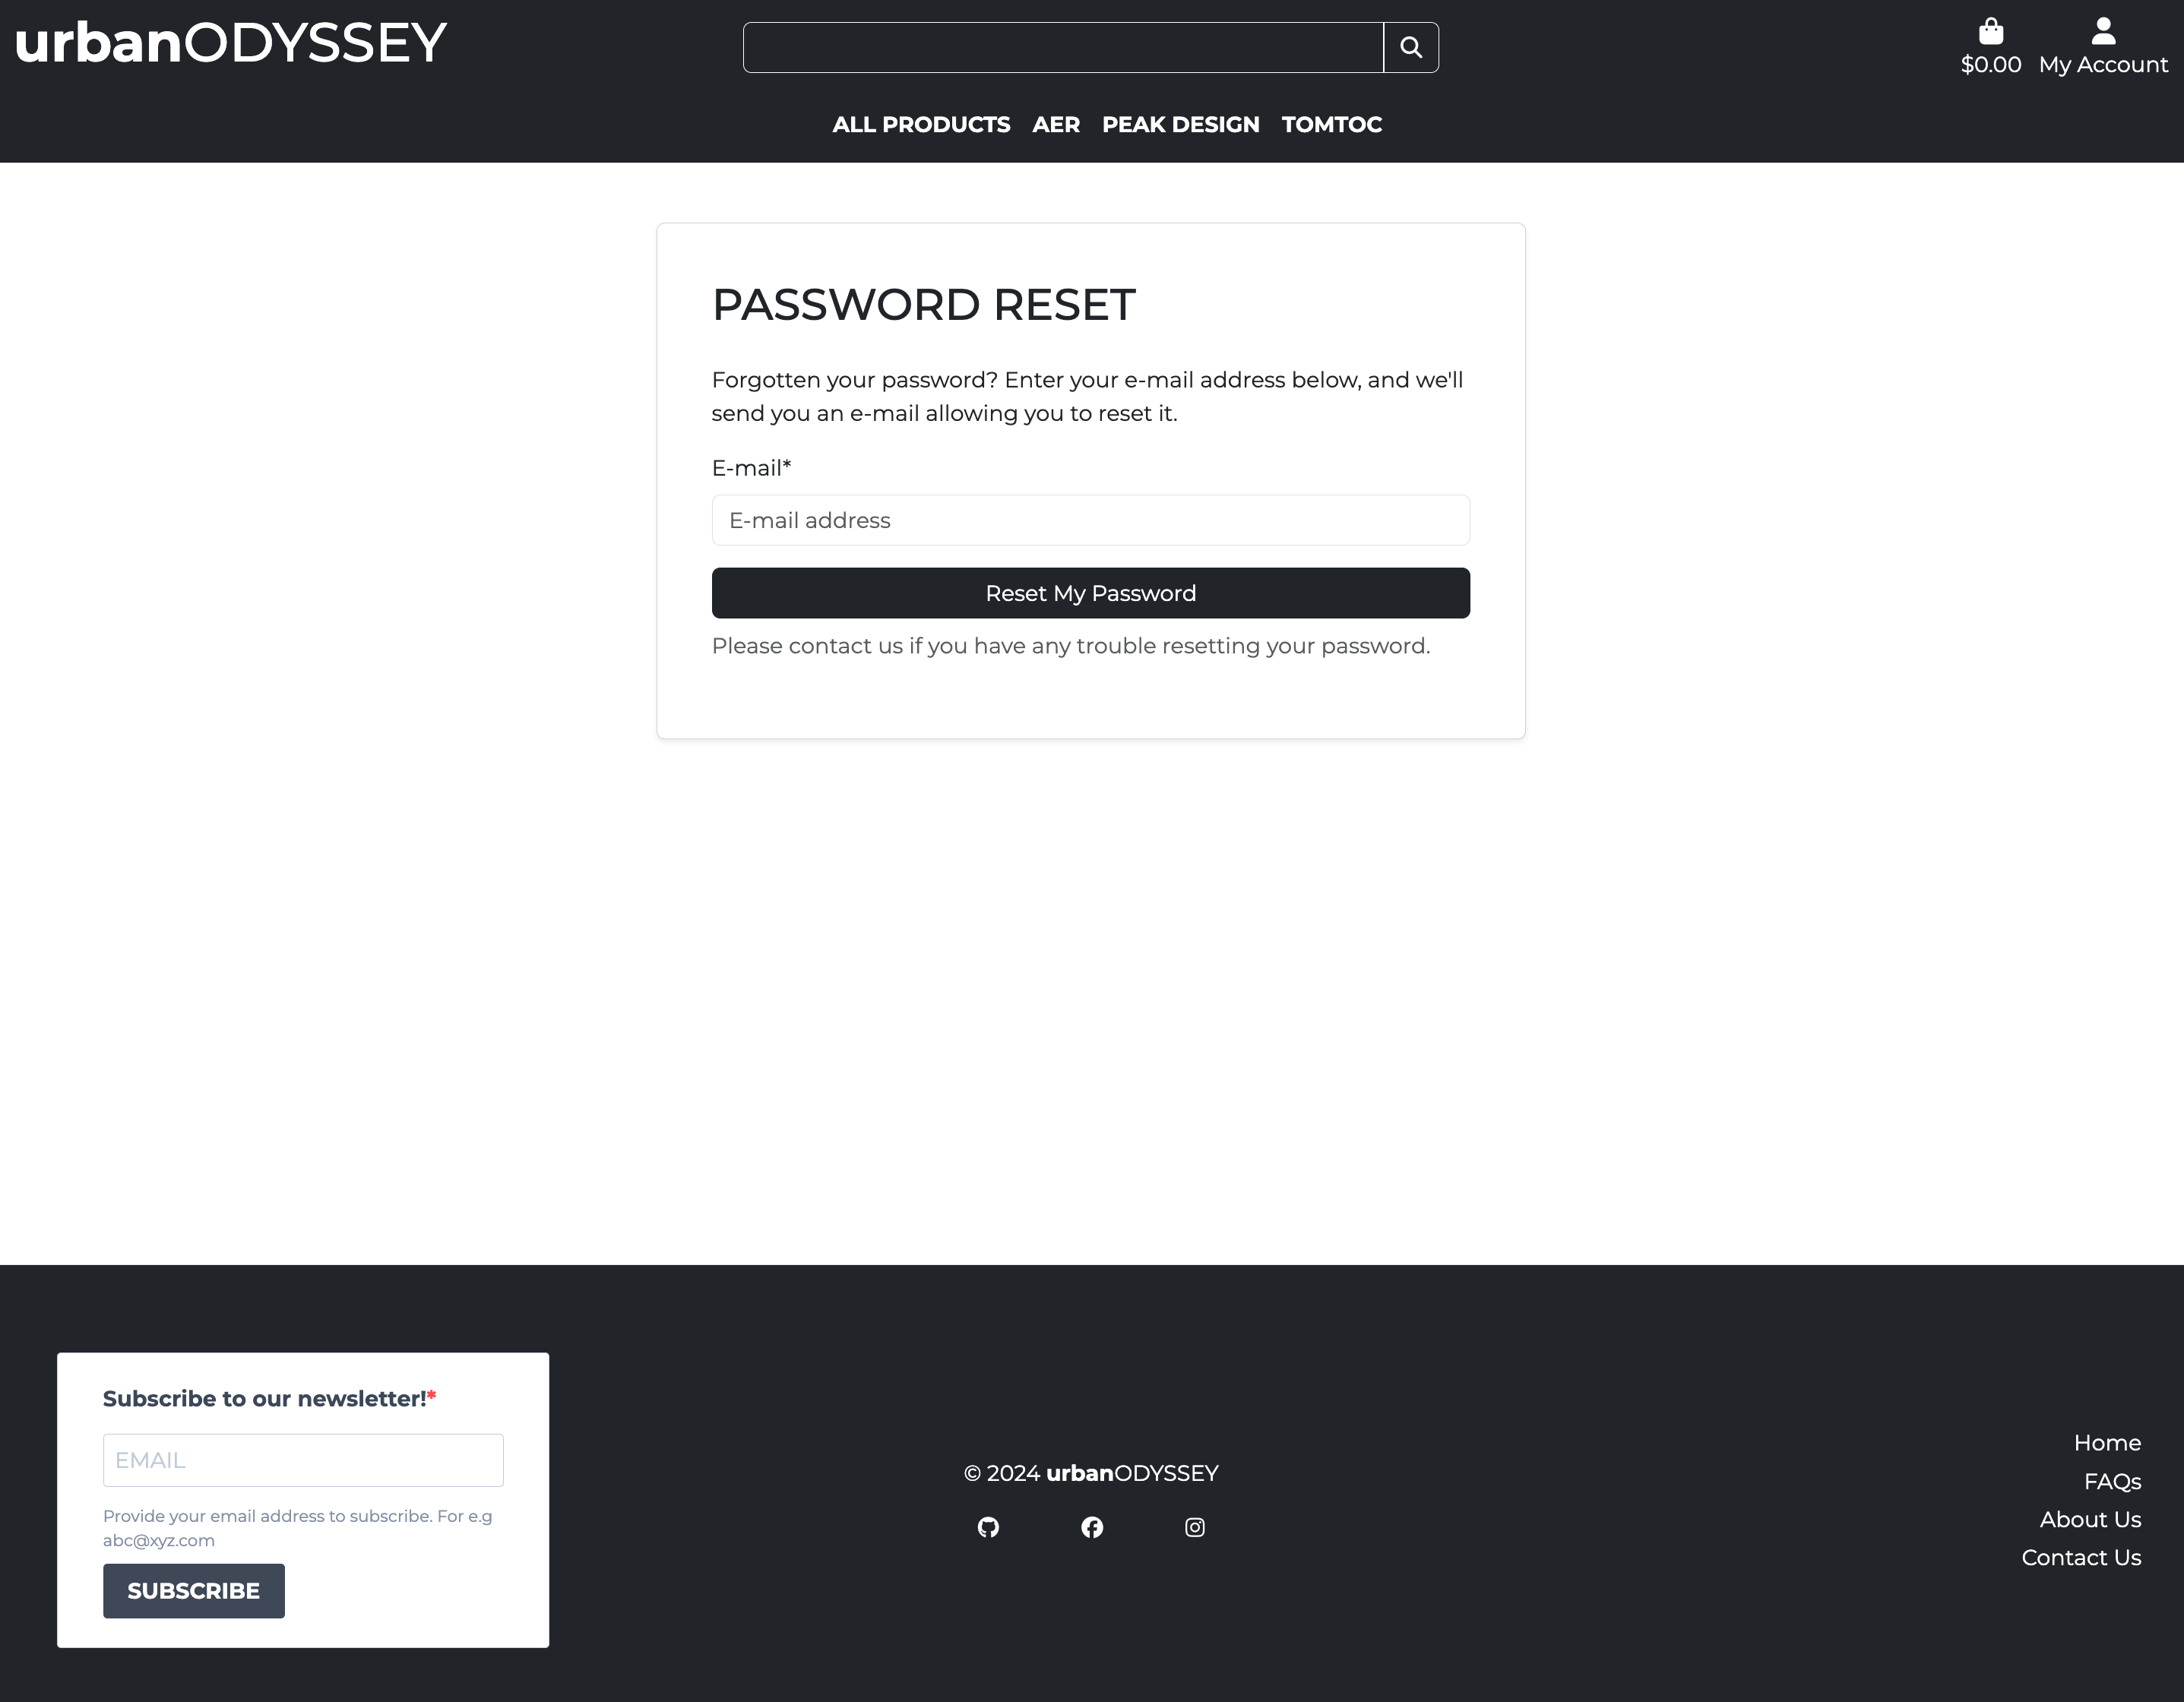 urbanODYSSEY
$0.00
My Account
ALL PRODUCTS AER PEAK DESIGN TOMTOC
PASSWORD RESET
Forgotten your password? Enter your e-mail address below, and we'll
send you an e-mail allowing you to reset it.
E-mail*
E-mail address
Reset My Password
Please contact us if you have any trouble resetting your password.
Subscribe to our newsletter!*
EMAIL
Provide your email address to subscribe. For e.g
abc@xyz.com
SUBSCRIBE
© 2024 urbanODYSSEY
Home
FAQs
About Us
Contact Us